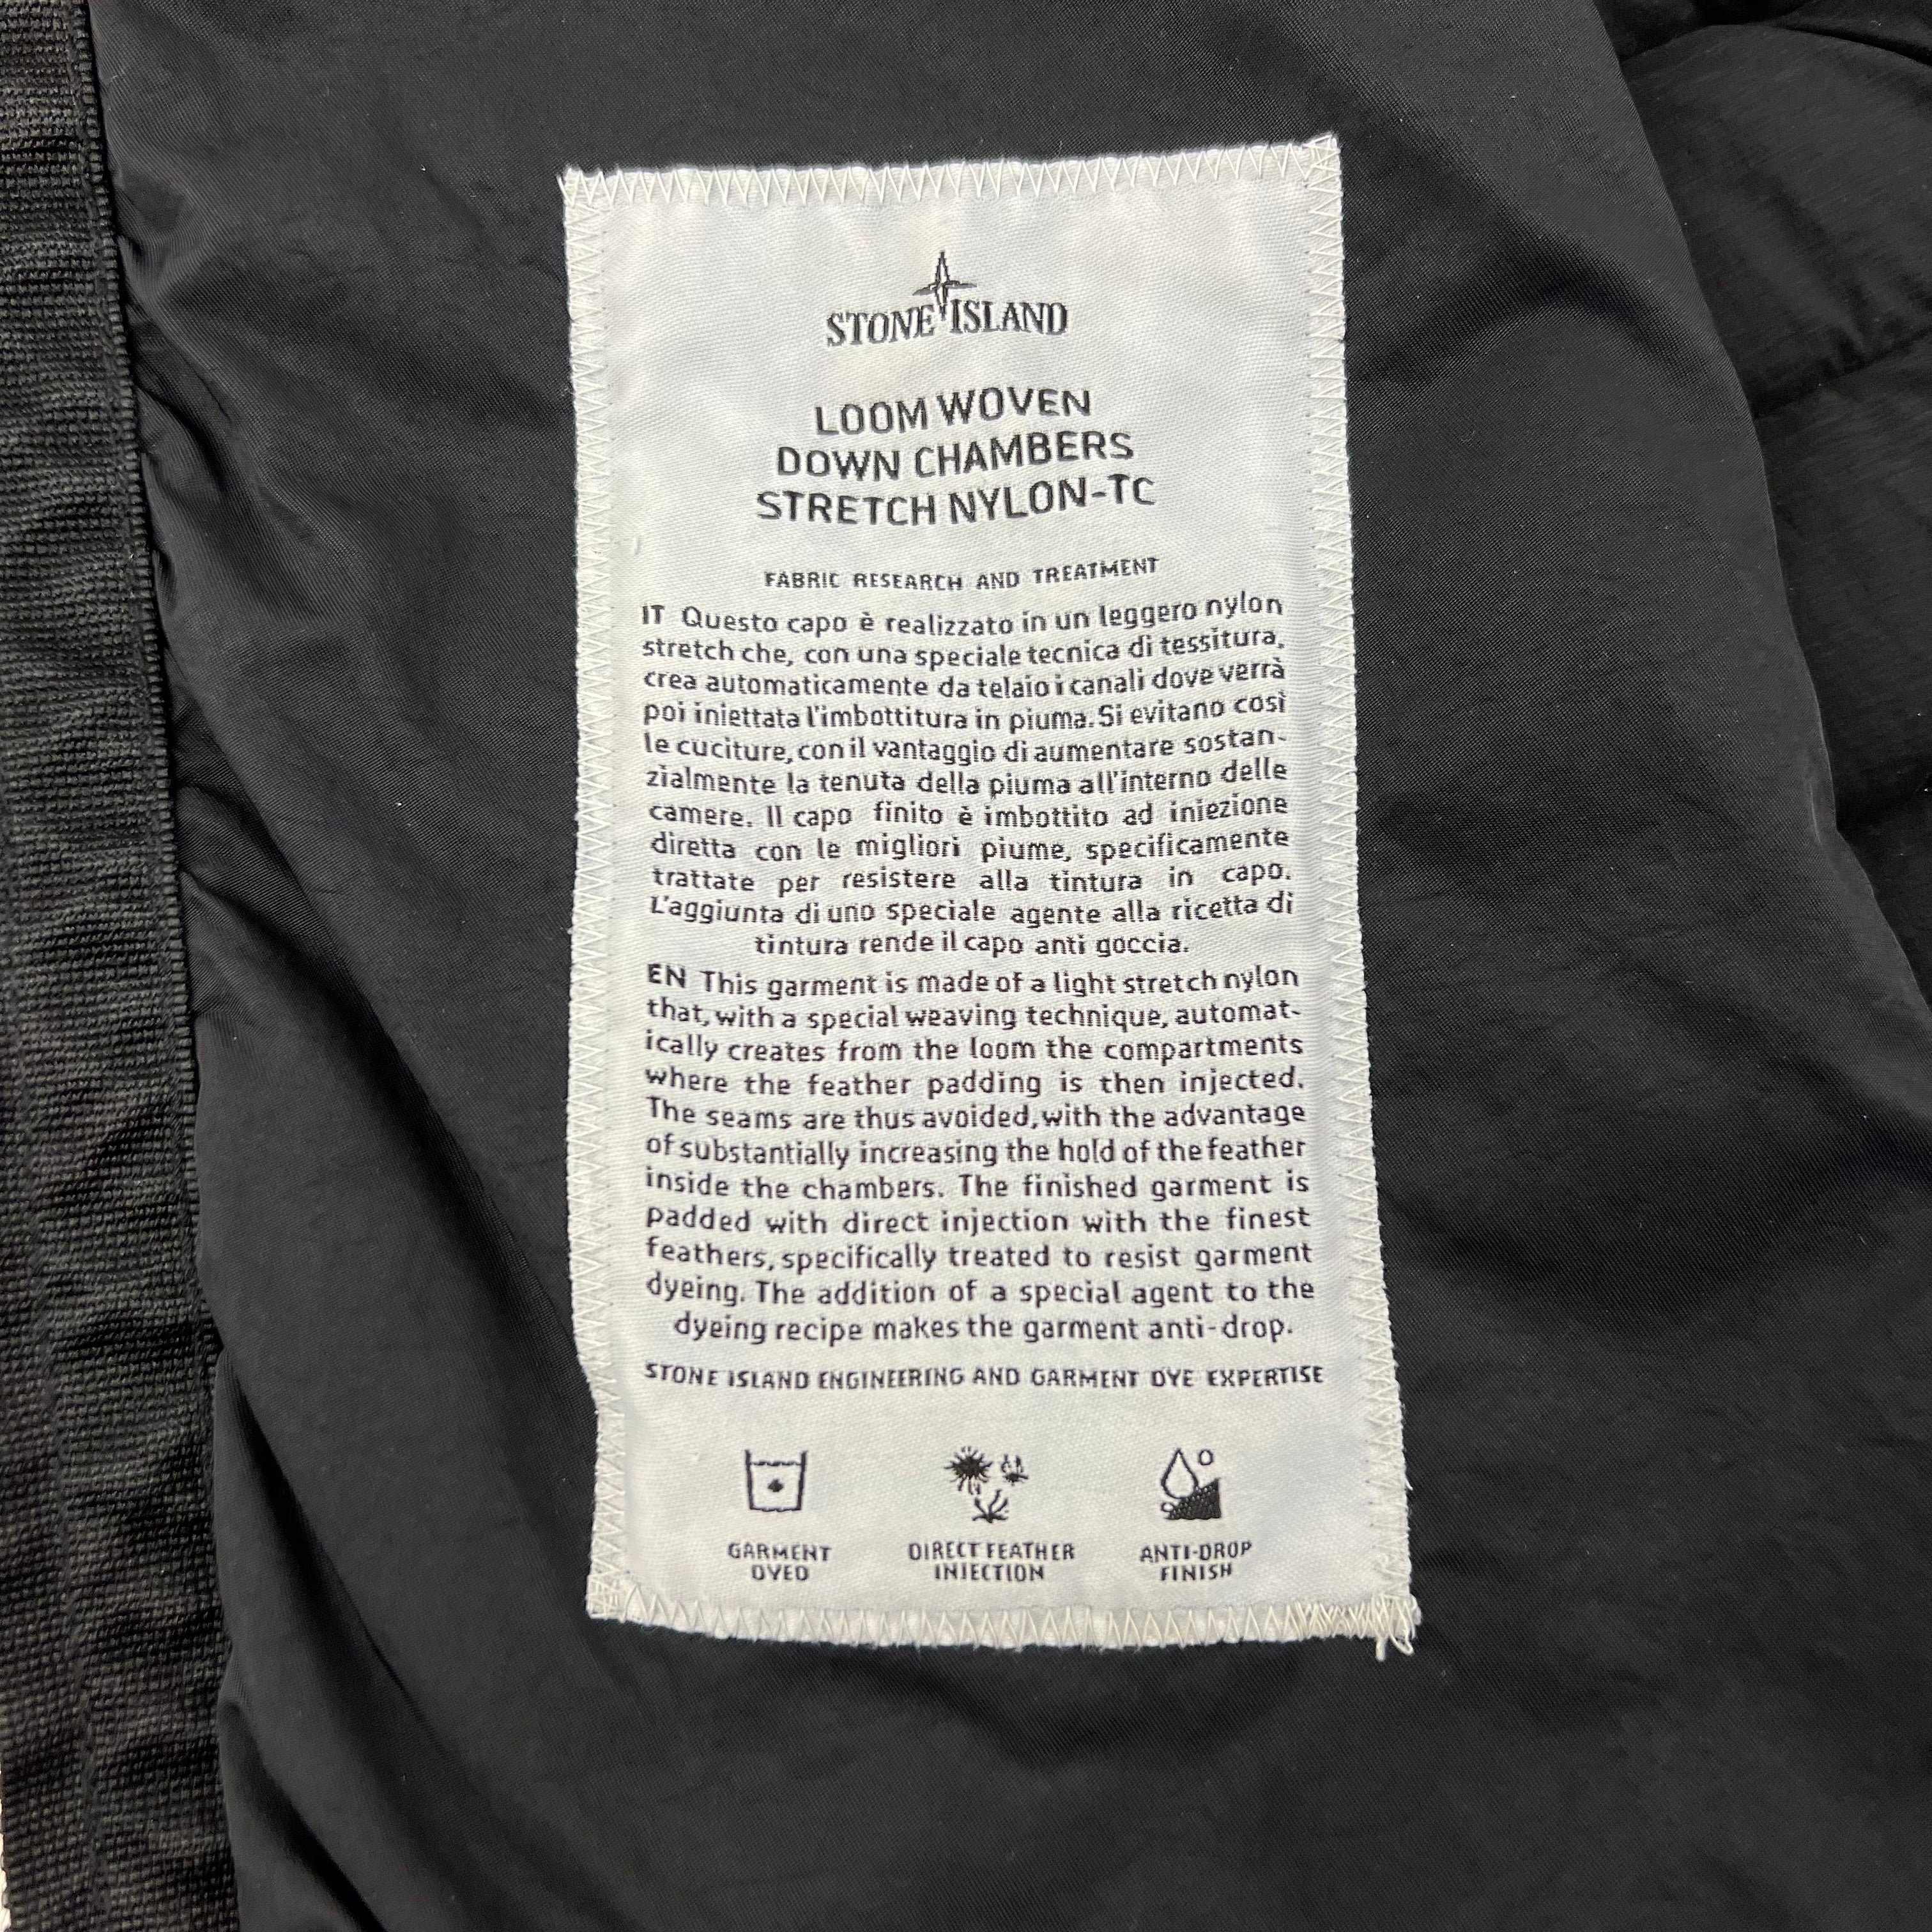 STONE ISLAND
LOOM WOVEN
DOWN CHAMBERS
STRETCH NYLON-TC
FABRIC RESEARCH AND TREATMENT
IT Questo capo è realizzato in un leggero nylon
stretch che, con una speciale tecnica di tessitura,
crea automaticamente da telaio i canali dove verrà
poi iniettata l'imbottitura in piuma. Si evitano così
le cuciture, con il vantaggio di aumentare sostan-
zialmente la tenuta della piuma all'interno delle
camere. Il capo finito è imbottito ad iniezione
diretta con le migliori piume, specificamente
trattate per resistere alla tintura in capo.
L'aggiunta di uno speciale agente alla ricetta di
tintura rende il capo anti goccia.
EN This garment is made of a light stretch nylon
that, with a special weaving technique, automat-
ically creates from the loom the compartments
where the feather padding is then injected.
The seams are thus avoided, with the advantage
of substantially increasing the hold of the feather
inside the chambers. The finished garment is
padded with direct injection with the finest
feathers, specifically treated to resist garment
dyeing. The addition of a special agent to the
dyeing recipe makes the garment anti-drop.
STONE ISLAND ENGINEERING AND GARMENT DYE EXPERTISE
GARMENT DIRECT FEATHER ANTI-DROP
DYED INJECTION FINISH